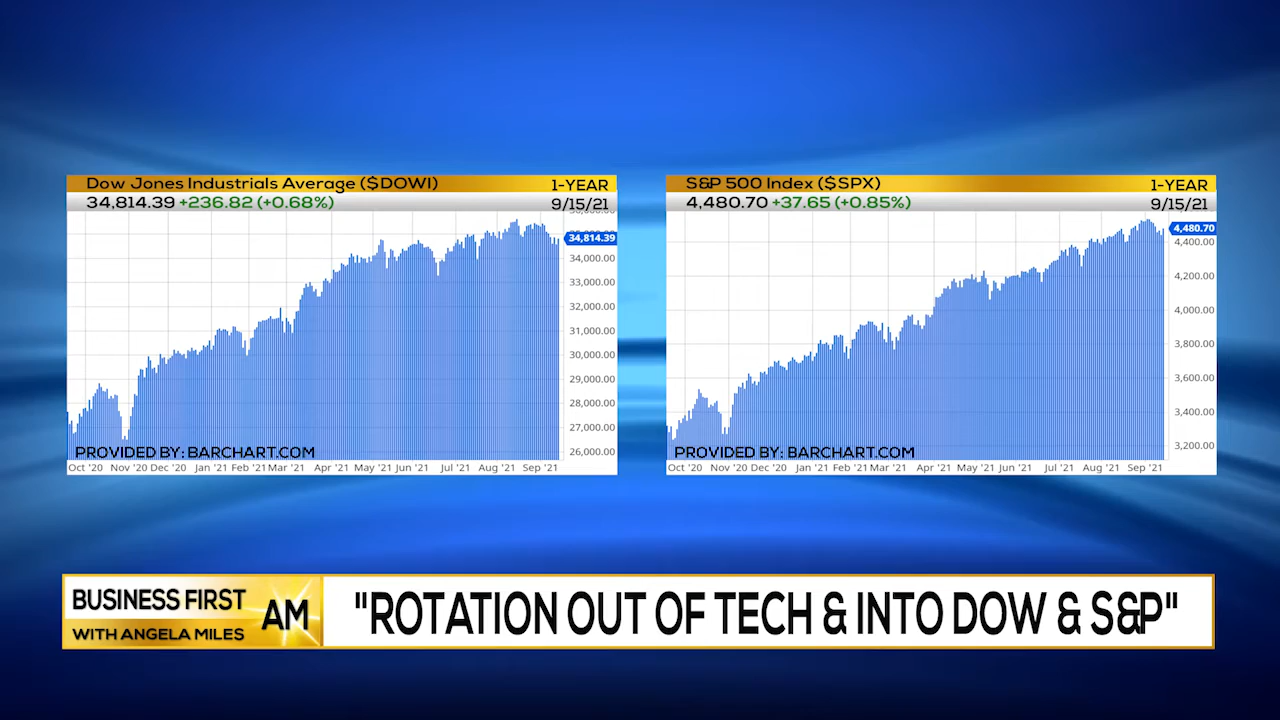 Dow Jones Industrials Average ($DOWI)
1-YEAR
34,814.39 +236.82 (+0.68%)
9/15/21
34,814.39
34,000.00
33,000.00
32,000.00
31,000.00
30,000.00
29,000.00
28,000.00
27,000.00
26,000.00
PROVIDED BY: BARCHART.COM
Oct '20 Nov '20 Dec '20 Jan '21 Feb '21 Mar '21 Apr '21 May '21 Jun '21 Jul '21 Aug '21 Sep '21
S&P 500 Index ($SPX)
1-YEAR
4,480.70 +37.65 (+0.85%)
9/15/21
4,480.70
4,400.00
4,200.00
4,000.00
3,800.00
3,600.00
3,400.00
3,200.00
PROVIDED BY: BARCHART.COM
Oct '20 Nov '20 Dec '20 Jan '21 Feb '21 Mar '21 Apr '21 May '21 Jun '21 Jul '21 Aug '21 Sep '21
BUSINESS FIRST
AM
WITH ANGELA MILES
"ROTATION OUT OF TECH & INTO DOW & S&P"